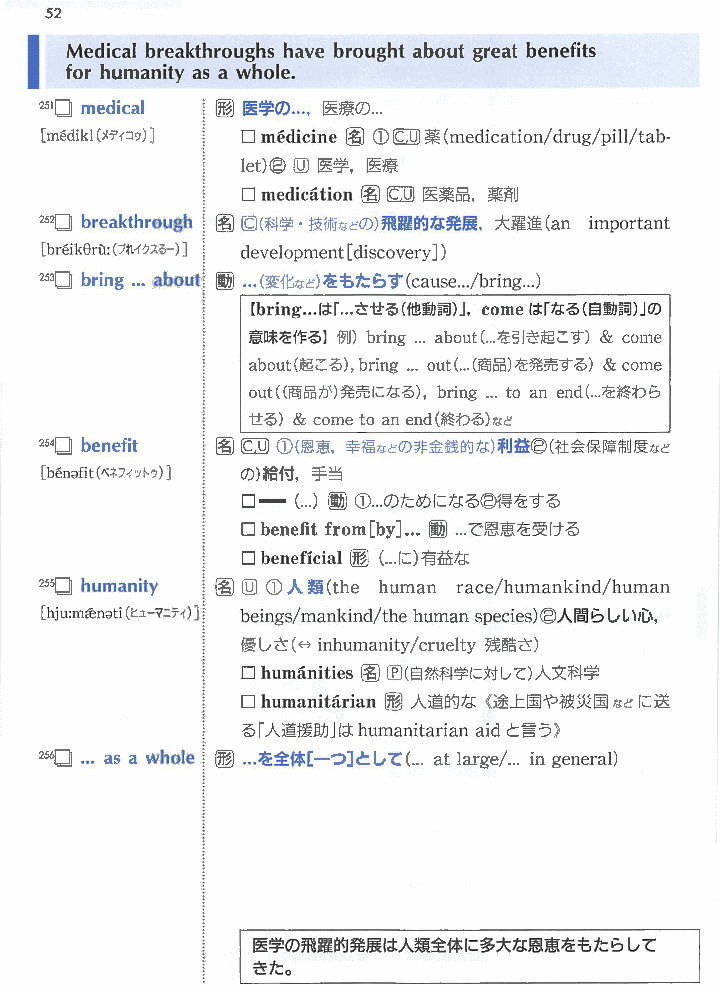 52
Medical breakthroughs have brought about great benefits
for humanity as a whole.
251□ medical 形 医学の…, 医療の…
[médikl(メディコウ)] □ médicine 名 ①C,U薬(medication/drug/pill/tab-
let)② U 医学, 医療
□ medicátion 名 C,U 医薬品, 薬剤
252□ breakthrough 名 C(科学・技術などの)飛躍的な発展, 大躍進(an important
[bréikθrùː(ブれイクスるー)] development[discovery])
253□ bring … about 動 …(変化など)をもたらす(cause…/bring…)
【bring…は「…させる(他動詞)」, come は「なる(自動詞)」の
意味を作る】 例) bring … about(…を引き起こす) & come
about(起こる), bring … out(…(商品)を発売する) & come
out((商品が)発売になる), bring … to an end(…を終わら
せる) & come to an end(終わる)など
254□ benefit 名 C,U ①(恩恵, 幸福などの非金銭的な)利益②(社会保障制度など
[bénəfit(ベネフィットゥ)] の)給付, 手当
□━ (…) 動 ①…のためになる②得をする
□ benefit from[by]… 動 …で恩恵を受ける
□ benefícial 形 (…に)有益な
255□ humanity 名 U ①人類(the human race/humankind/human
[hjuːmǽnəti(ヒューマニティ)] beings/mankind/the human species)②人間らしい心,
優しさ(↔ inhumanity/cruelty 残酷さ)
□ humánities 名 P(自然科学に対して)人文科学
□ humanitárian 形 人道的な《途上国や被災国などに送
る「人道援助」は humanitarian aid と言う》
256□ … as a whole 形 …を全体[一つ]として(… at large/… in general)
医学の飛躍的発展は人類全体に多大な恩恵をもたらして
きた。